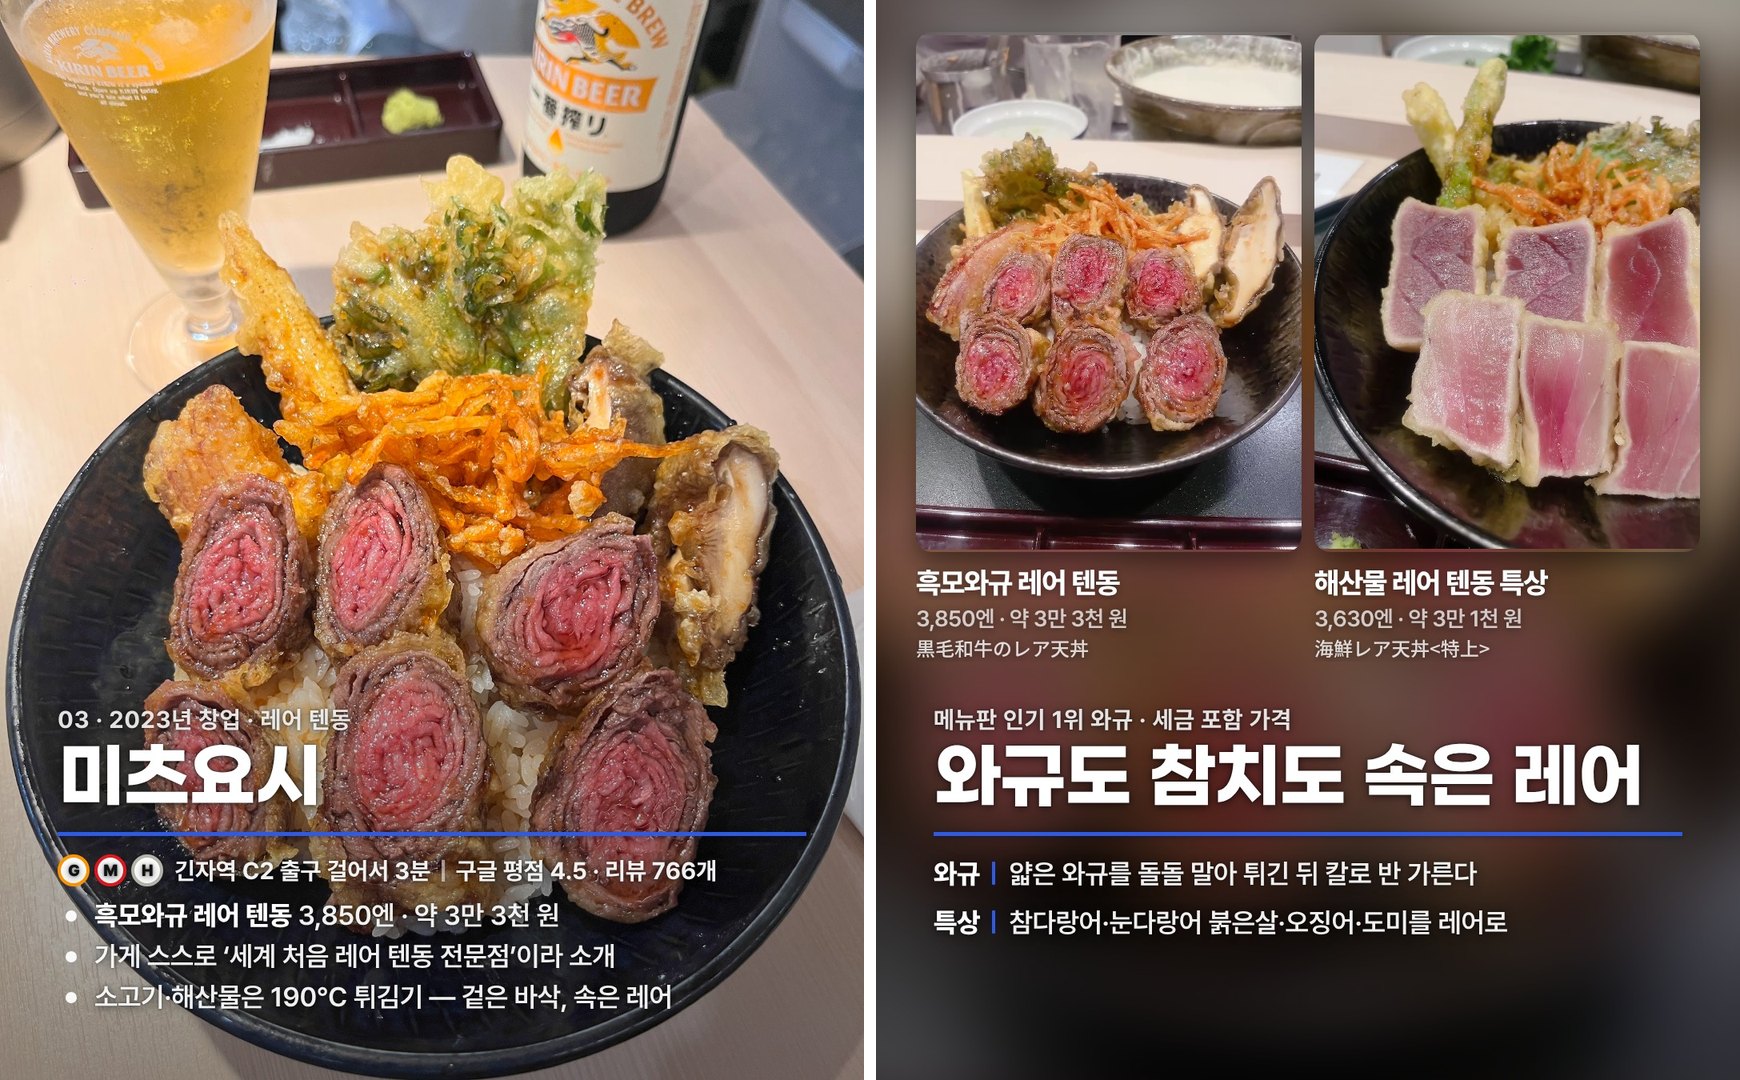 KIRIN BREWERY COMPANY, LIMITED
KIRIN BEER
KIRIN BREW
KIRIN BEER
一番搾り
03 · 2023년 창업 · 레어 텐동
미츠요시
G M H 긴자역 C2 출구 걸어서 3분 | 구글 평점 4.5 · 리뷰 766개
• 흑모와규 레어 텐동 3,850엔 · 약 3만 3천 원
• 가게 스스로 ‘세계 처음 레어 텐동 전문점’이라 소개
• 소고기·해산물은 190°C 튀김기 — 겉은 바삭, 속은 레어
흑모와규 레어 텐동
3,850엔 · 약 3만 3천 원
黒毛和牛のレア天丼
해산물 레어 텐동 특상
3,630엔 · 약 3만 1천 원
海鮮レア天丼<特上>
메뉴판 인기 1위 와규 · 세금 포함 가격
와규도 참치도 속은 레어
와규 | 얇은 와규를 돌돌 말아 튀긴 뒤 칼로 반 가른다
특상 | 참다랑어·눈다랑어 붉은살·오징어·도미를 레어로